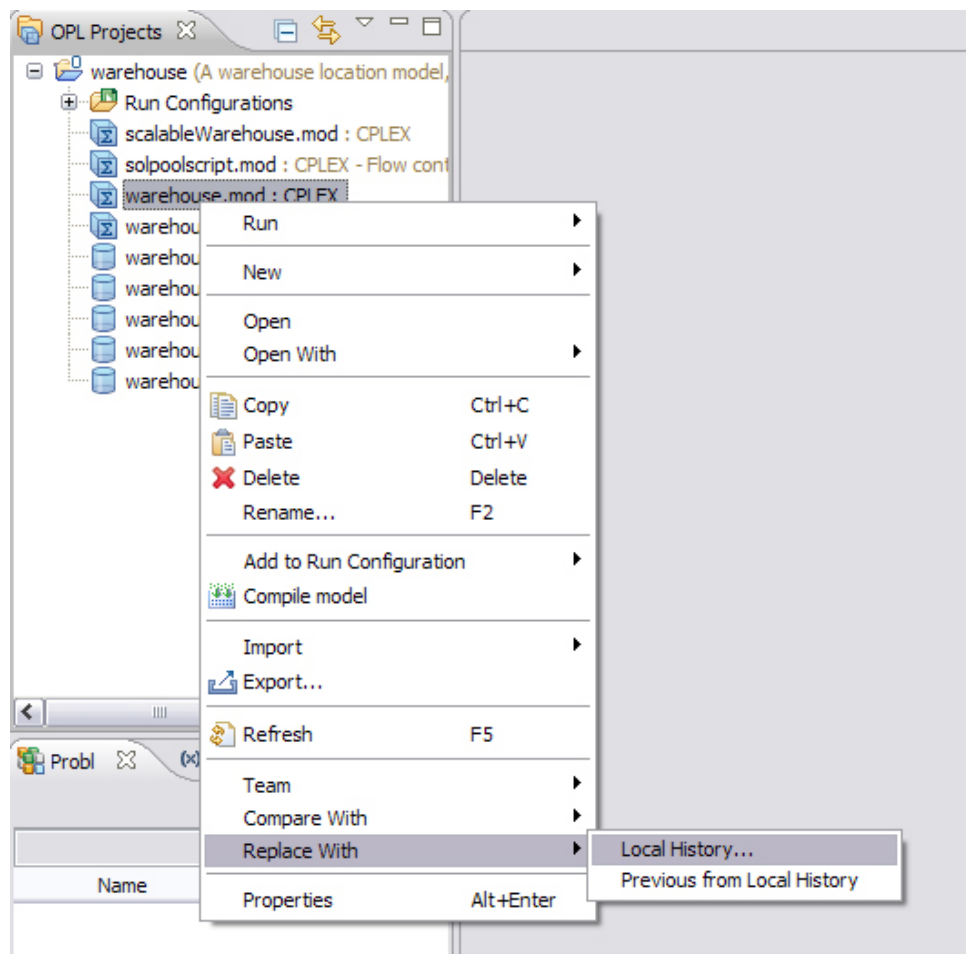 OPL Projects
warehouse (A warehouse location model,
Run Configurations
scalableWarehouse.mod : CPLEX
solpoolscript.mod : CPLEX - Flow cont
warehouse.mod : CPLEX
warehou
warehou
warehou
warehou
warehou
warehou
Run
New
Open
Open With
Copy Ctrl+C
Paste Ctrl+V
Delete Delete
Rename... F2
Add to Run Configuration
Compile model
Import
Export...
Refresh F5
Probl (x)
Team
Compare With
Replace With
Local History...
Previous from Local History
Name
Properties Alt+Enter